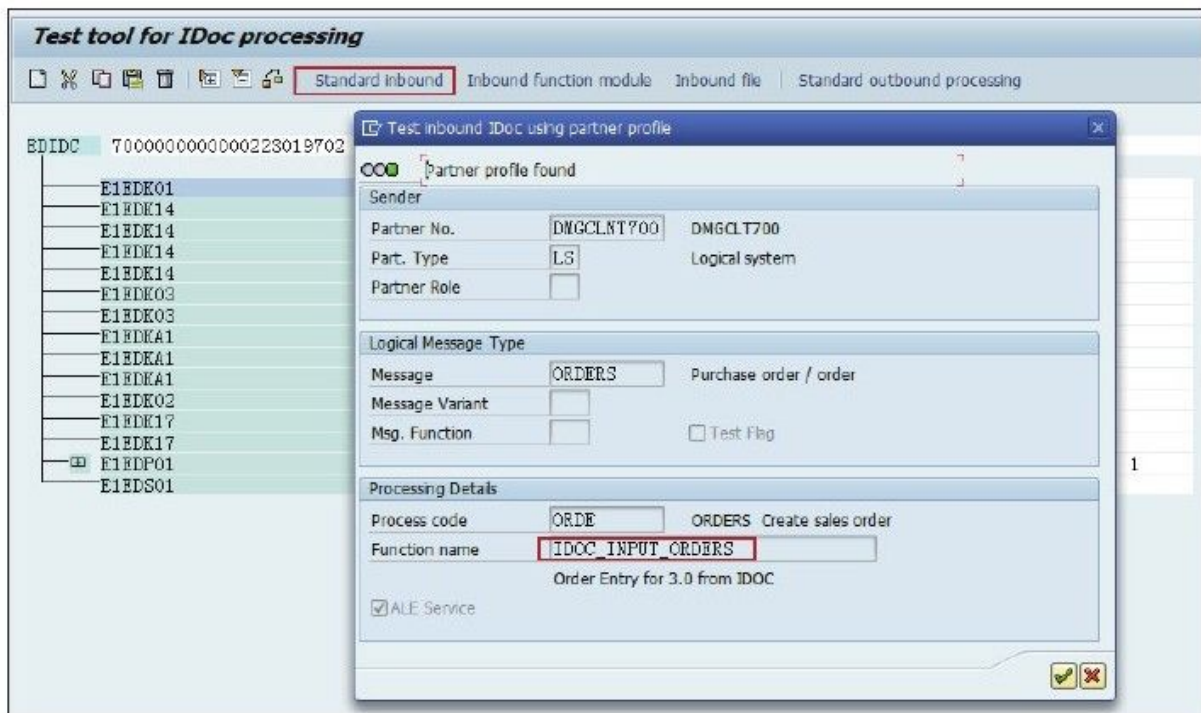 Test tool for IDoc processing
Standard inbound Inbound function module Inbound file Standard outbound processing
EDIDC 7000000000000223019702
E1EDK01
E1EDK14
E1EDK14
E1EDK14
E1EDK14
E1EDK03
E1EDK03
E1EDKA1
E1EDKA1
E1EDKA1
E1EDK02
E1EDK17
E1EDK17
E1EDP01 1
E1EDS01
Test inbound IDoc using partner profile
Partner profile found
Sender
Partner No. DMGCLNT700 DMGCLT700
Part. Type LS Logical system
Partner Role
Logical Message Type
Message ORDERS Purchase order / order
Message Variant
Msg. Function Test Flag
Processing Details
Process code ORDE ORDERS Create sales order
Function name IDOC_INPUT_ORDERS
Order Entry for 3.0 from IDOC
ALE Service